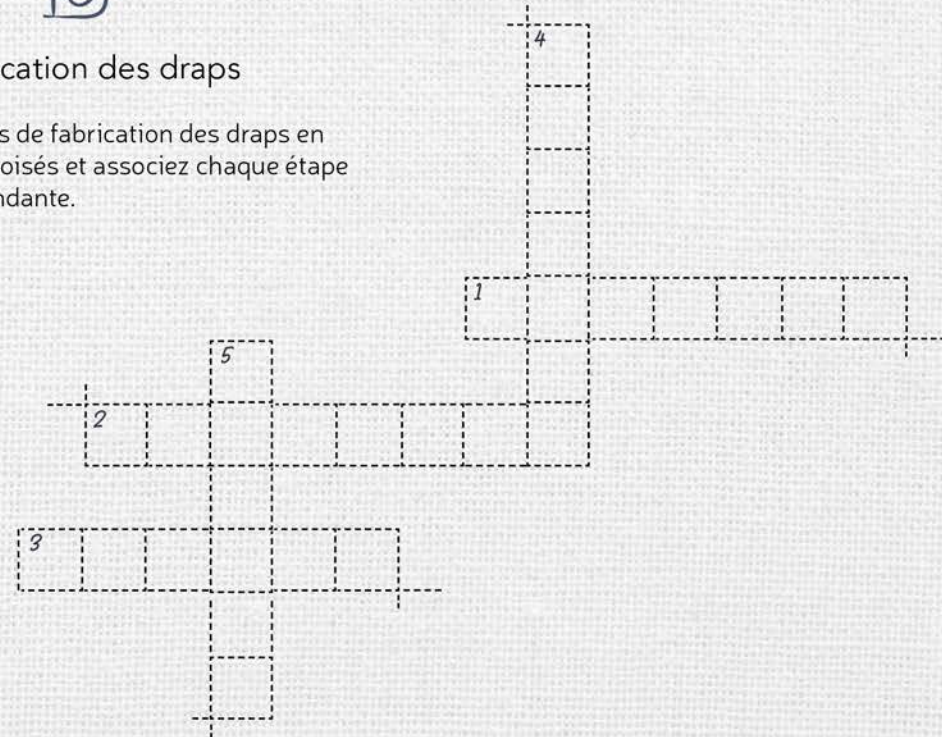 cation des draps
s de fabrication des draps en
oisés et associez chaque étape
ndante.
4
1
5
2
3